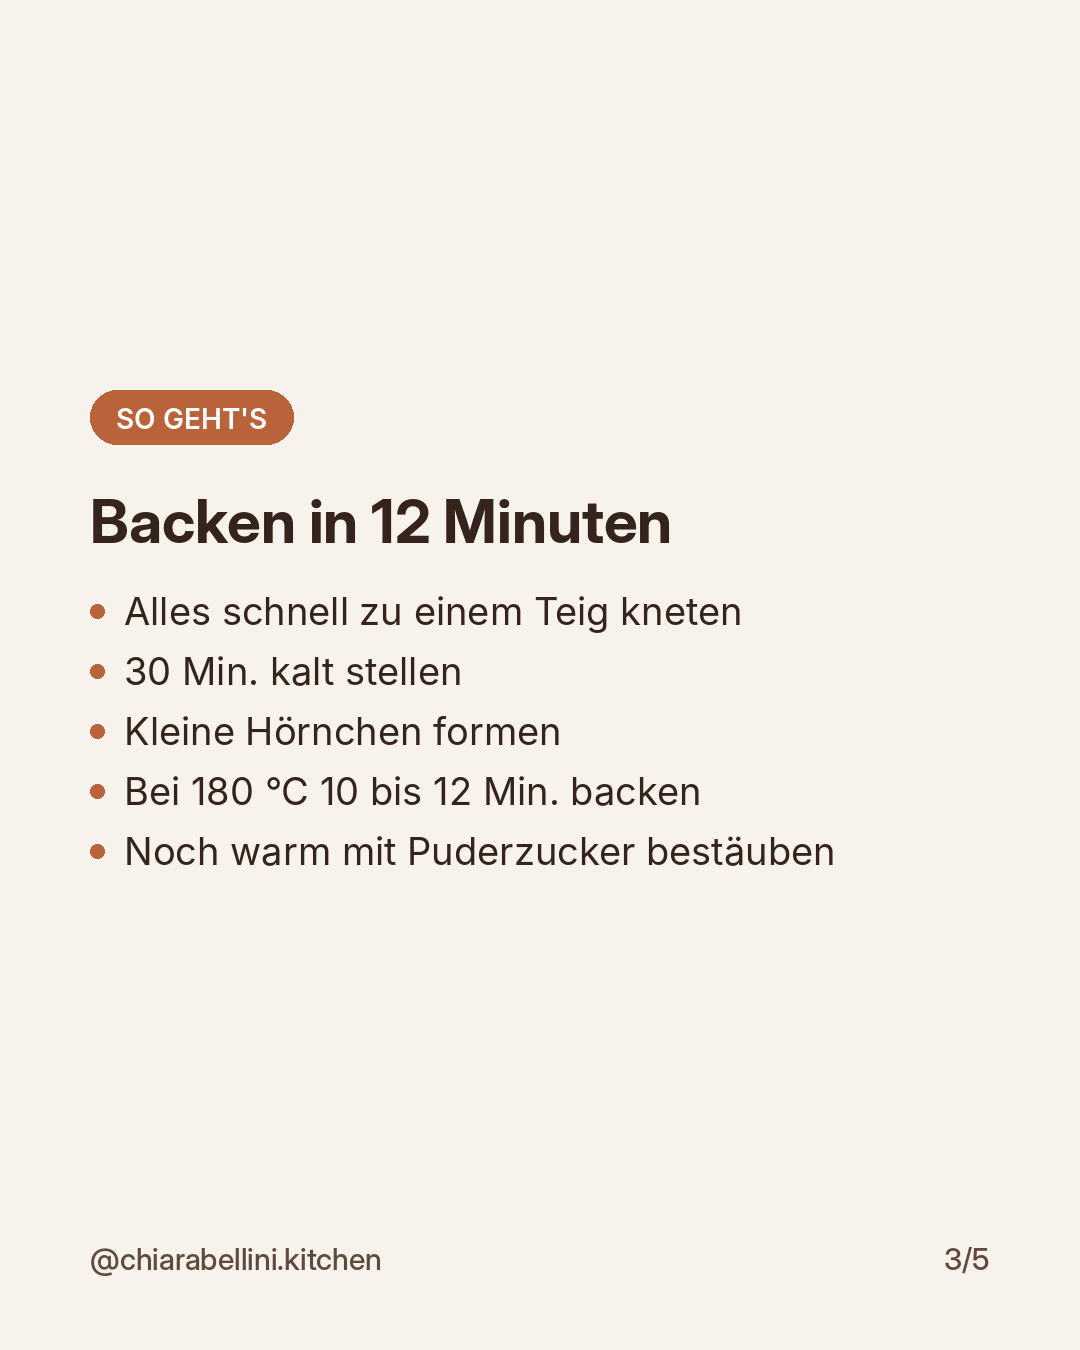 SO GEHT'S
Backen in 12 Minuten
Alles schnell zu einem Teig kneten
30 Min. kalt stellen
Kleine Hörnchen formen
Bei 180 °C 10 bis 12 Min. backen
Noch warm mit Puderzucker bestäuben
@chiarabellini.kitchen
3/5